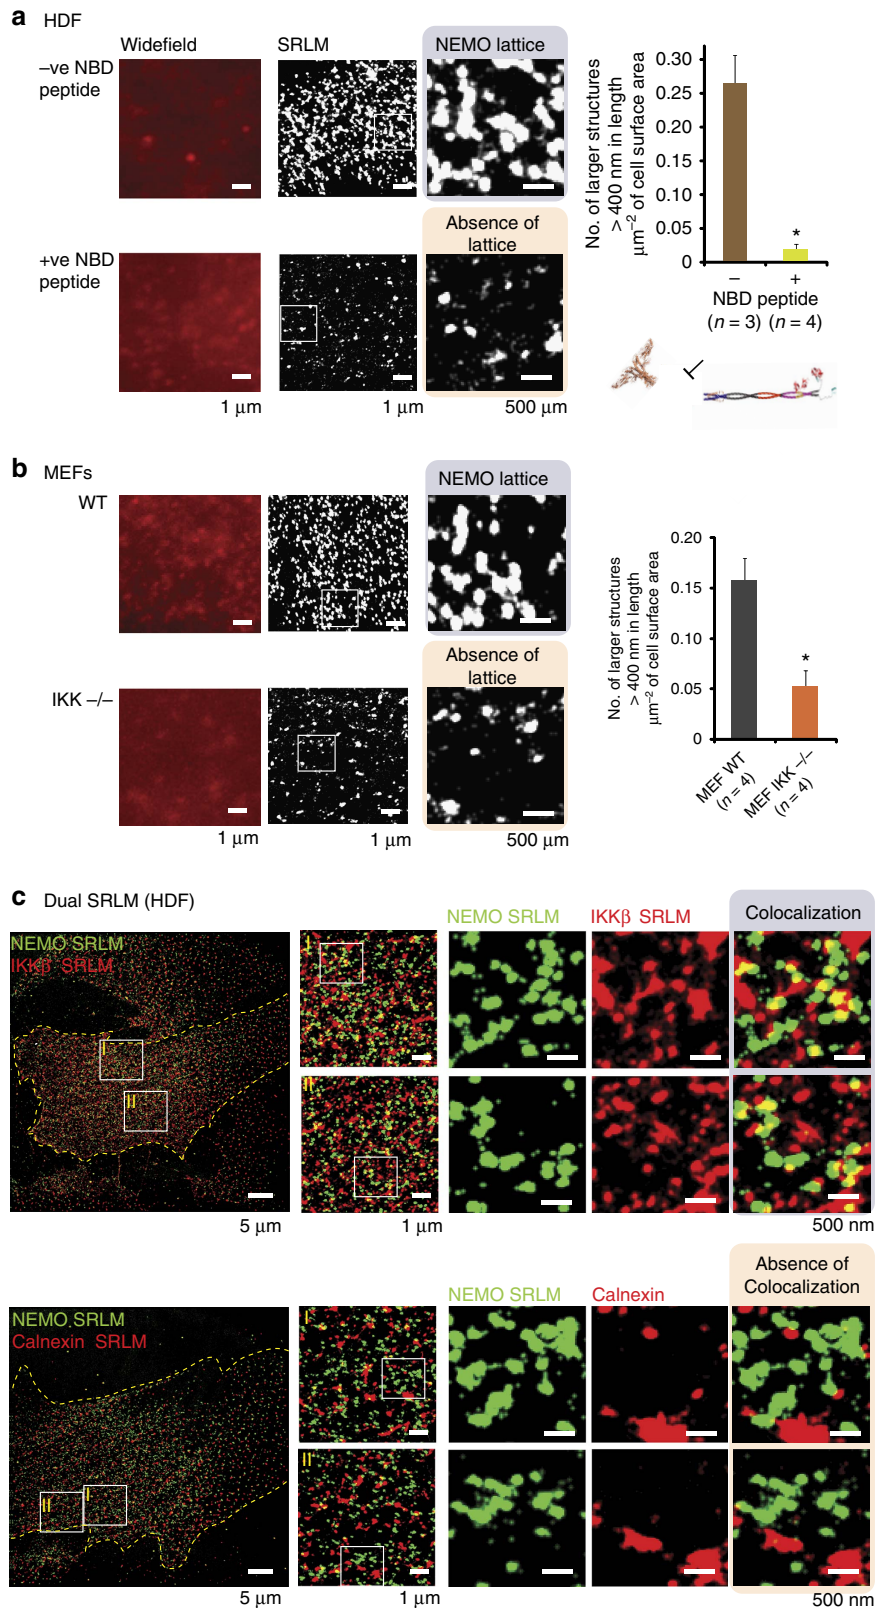 a HDF
Widefield SRLM NEMO lattice
–ve NBD
peptide
Absence of
lattice
+ve NBD
peptide
1 μm 1 μm 500 μm
No. of larger structures
> 400 nm in length
μm⁻² of cell surface area
0.30
0.25
0.20
0.15
0.10
0.05
0
*
– +
NBD peptide
(n = 3) (n = 4)
b MEFs
WT
NEMO lattice
Absence of
lattice
IKK –/–
1 μm 1 μm 500 μm
No. of larger structures
> 400 nm in length
μm⁻² of cell surface area
0.20
0.15
0.10
0.05
0
*
MEF WT
(n = 4)
MEF IKK –/–
(n = 4)
c Dual SRLM (HDF)
NEMO SRLM IKKβ SRLM Colocalization
NEMO SRLM
IKKβ SRLM
I
II
I
II
5 μm 1 μm 500 nm
Absence of
Colocalization
NEMO SRLM Calnexin
NEMO SRLM
Calnexin SRLM
I
II
I
II
5 μm 1 μm 500 nm